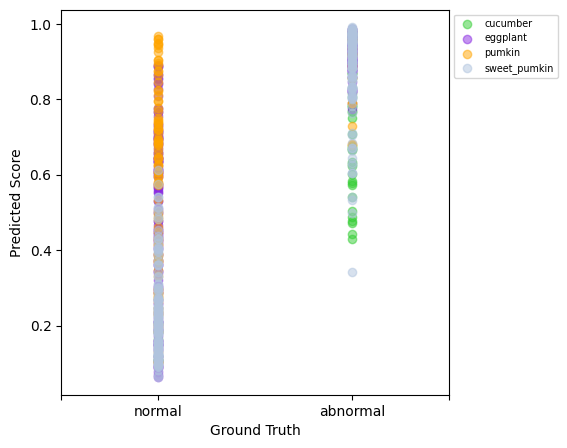 1.0
0.8
0.6
0.4
0.2
Predicted Score
normal
abnormal
Ground Truth
cucumber
eggplant
pumkin
sweet_pumkin